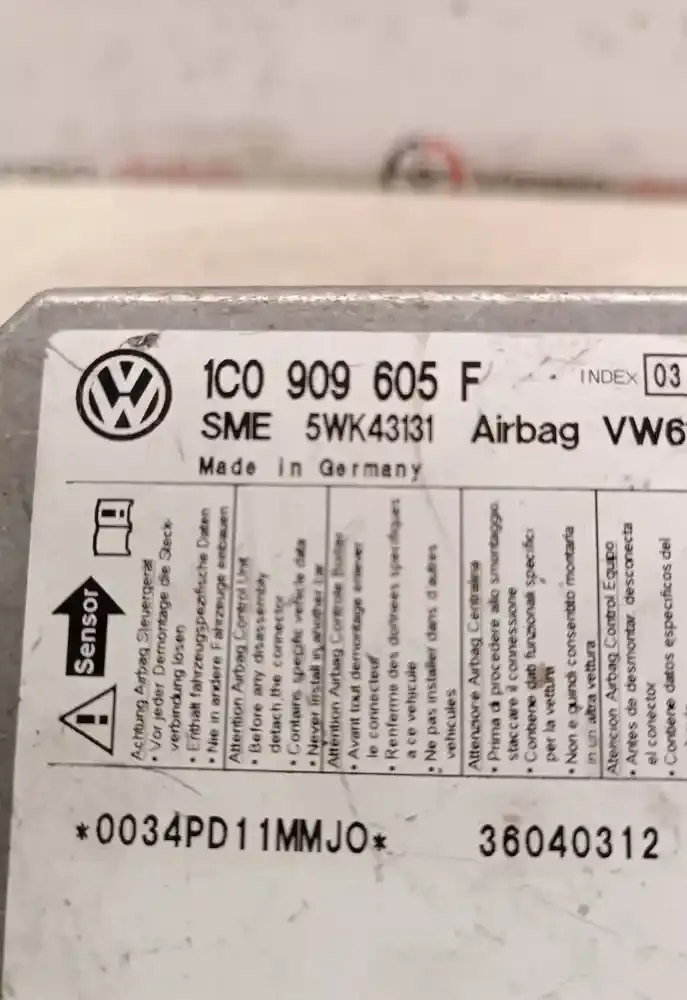 1C0 909 605 F INDEX 03
SME 5WK43131 Airbag VW6
Made in Germany
Sensor
Achtung Airbag Steuergerät
• Vor jeder Demontage die Steck-
verbindung lösen
• Enthält fahrzeugspezifische Daten
• Nie in andere Fahrzeuge einbauen
Attention Airbag Control Unit
• Before any disassembly
detach the connector
• Contains specific vehicle data
• Never install in another car
Attention Airbag Controle
• Avant tout démontage enlever
le connecteur
• Renferme des données spécifiques
a ce vehicule
• Ne pas installer dans d'autres
vehicules
Attenzione Airbag Centralina
• Prima di procedere allo smontaggio,
staccare il connessione
• Contiene dati funzionali specifici
per la vettura
• Non e quindi consentito montarla
in un altra vettura
Atencion Airbag Control Equipo
• Antes de desmontar, desconecta
el conector
• Contiene datos especificos del
*0034PD11MMJO* 36040312